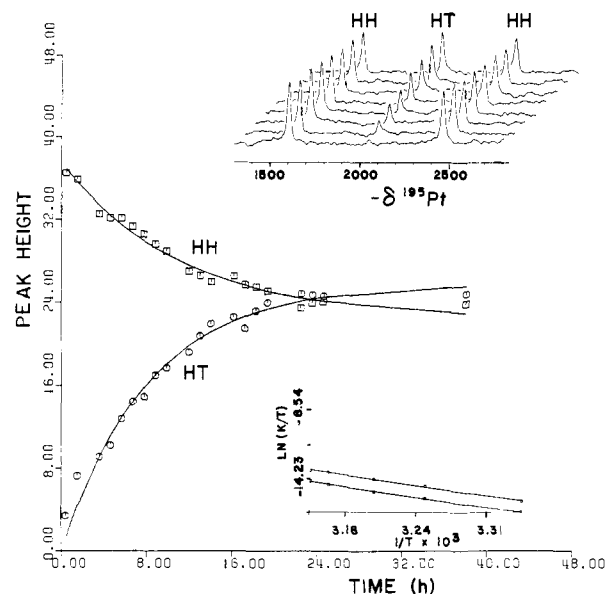 HH HT HH
1500 2000 2500
-δ ¹⁹⁵Pt
48.00
40.00
32.00
24.00
16.00
8.00
0.00
PEAK HEIGHT
HH
HT
LN (K/T)
-8.54
-14.23
3.18 3.24 3.31
1/T × 10³
0.00 8.00 16.00 24.00 32.00 40.00 48.00
TIME (h)